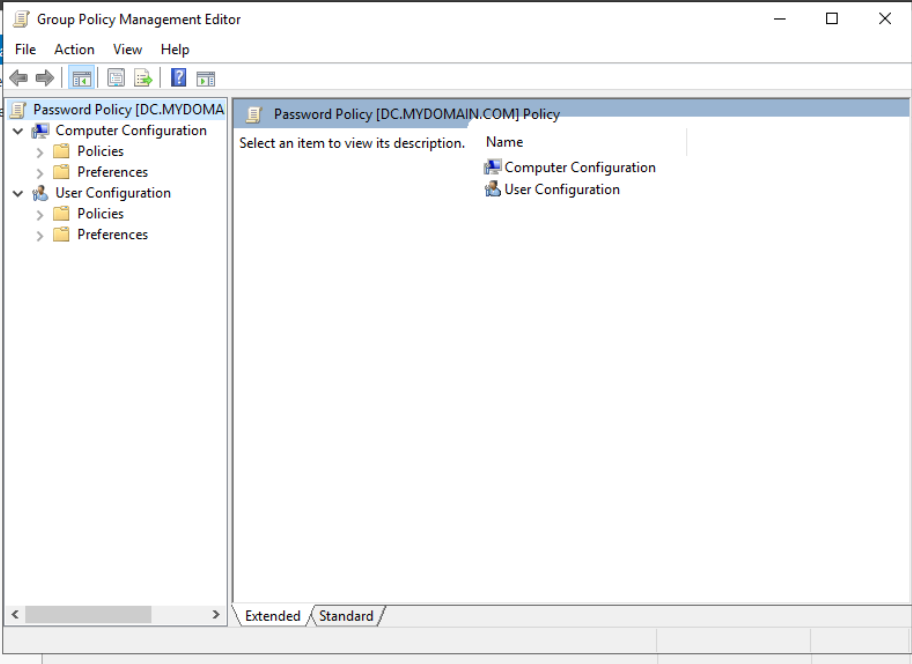 Group Policy Management Editor
File Action View Help
Password Policy [DC.MYDOMA
Computer Configuration
Policies
Preferences
User Configuration
Policies
Preferences
Password Policy [DC.MYDOMAIN.COM] Policy
Select an item to view its description.
Name
Computer Configuration
User Configuration
Extended Standard